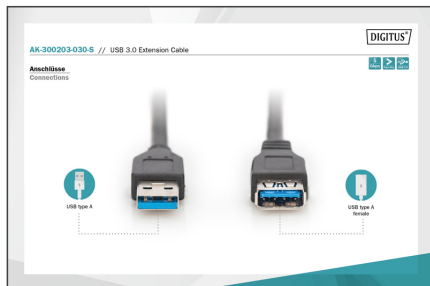 DIGITUS®
AK-300203-030-S // USB 3.0 Extension Cable
Anschlüsse
Connections
USB type A
USB type A
female